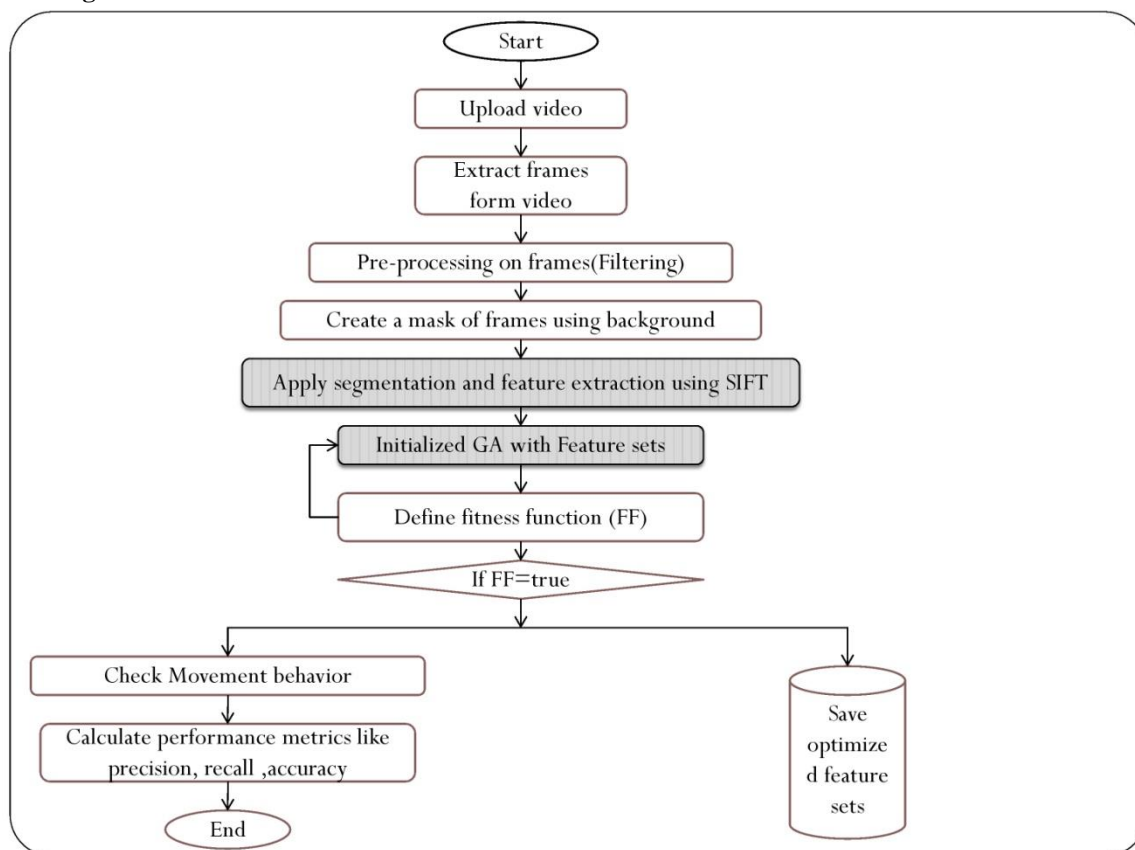 Start
Upload video
Extract frames
form video
Pre-processing on frames(Filtering)
Create a mask of frames using background
Apply segmentation and feature extraction using SIFT
Initialized GA with Feature sets
Define fitness function (FF)
If FF=true
Check Movement behavior
Calculate performance metrics like
precision, recall ,accuracy
End
Save
optimize
d feature
sets